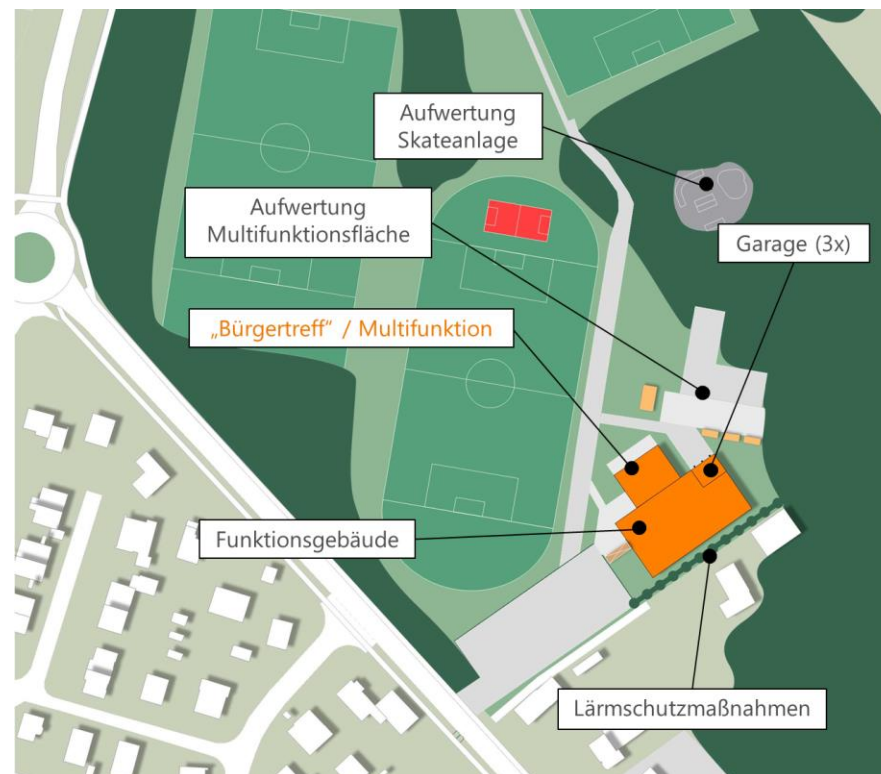 Aufwertung
Skateanlage
Aufwertung
Multifunktionsfläche
Garage (3x)
„Bürgertreff“ / Multifunktion
Funktionsgebäude
Lärmschutzmaßnahmen